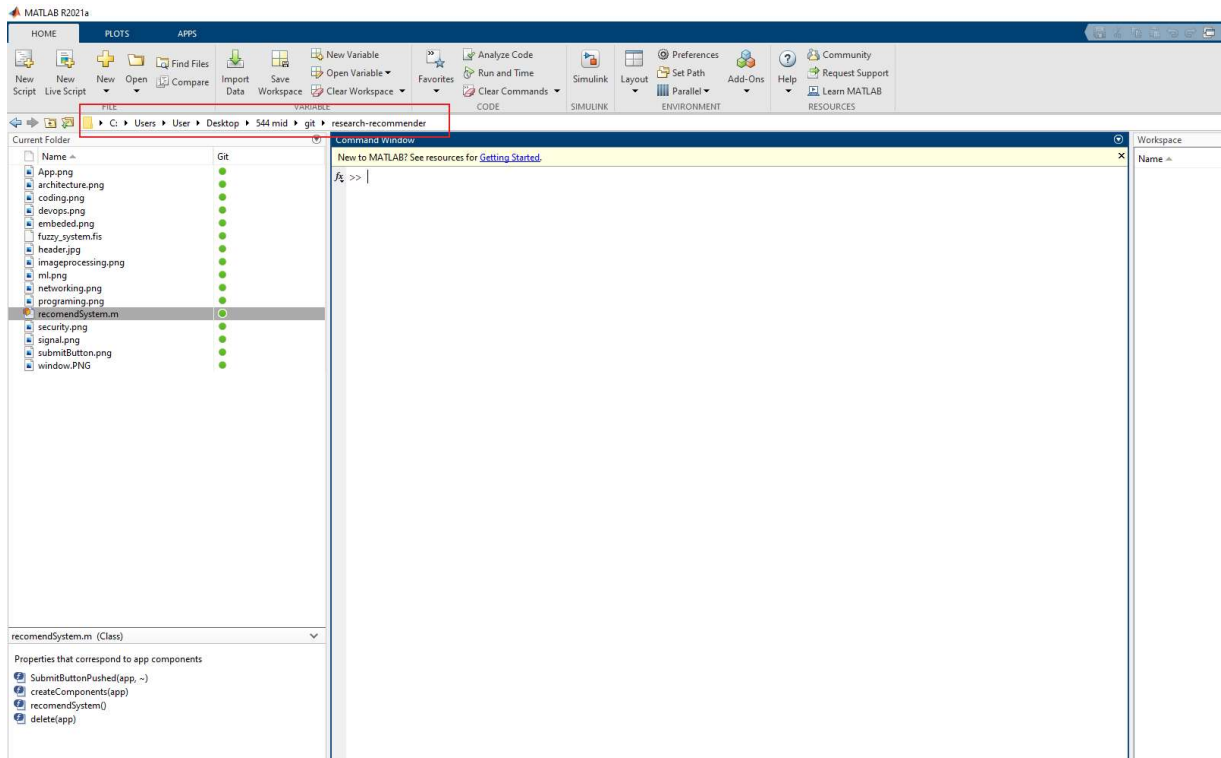 MATLAB R2021a
HOME PLOTS APPS
New Script
New Live Script
New
Open
Find Files
Compare
Import Data
Save Workspace
New Variable
Open Variable
Clear Workspace
Favorites
Analyze Code
Run and Time
Clear Commands
Simulink
Layout
Preferences
Set Path
Parallel
Add-Ons
Help
Community
Request Support
Learn MATLAB
FILE VARIABLE CODE SIMULINK ENVIRONMENT RESOURCES
C: Users User Desktop 544 mid git research-recommender
Current Folder
Name Git
App.png
architecture.png
coding.png
devops.png
embeded.png
fuzzy_system.fis
header.jpg
imageprocessing.png
ml.png
networking.png
programing.png
recomendSystem.m
security.png
signal.png
submitButton.png
window.PNG
recomendSystem.m (Class)
Properties that correspond to app components
SubmitButtonPushed(app, ~)
createComponents(app)
recomendSystem()
delete(app)
Command Window
New to MATLAB? See resources for Getting Started.
fx >>
Workspace
Name